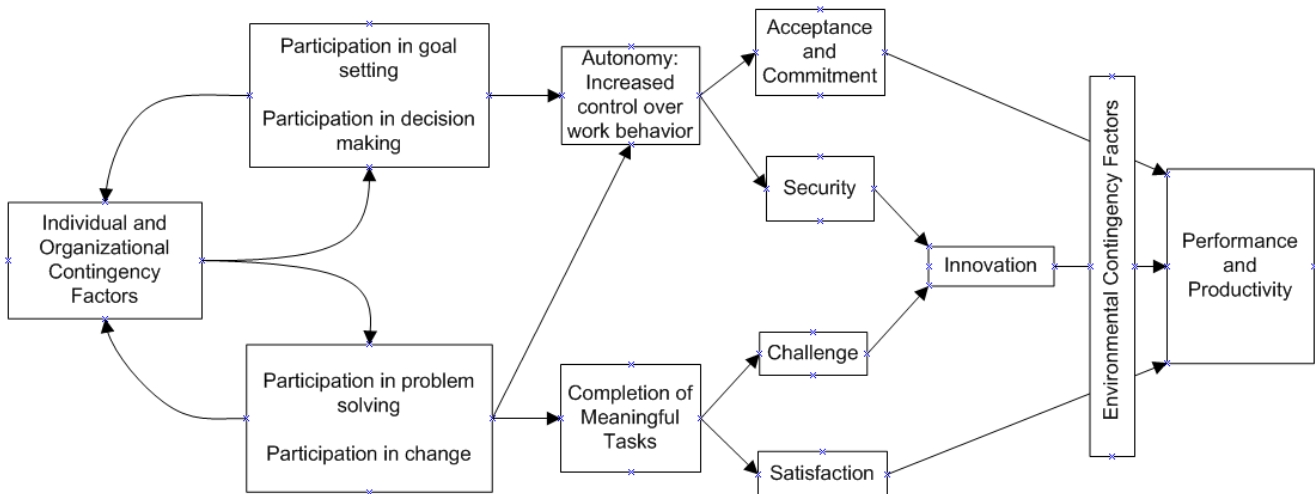 Participation in goal
setting
Participation in decision
making
Individual and
Organizational
Contingency
Factors
Participation in problem
solving
Participation in change
Autonomy:
Increased
control over
work behavior
Completion of
Meaningful
Tasks
Acceptance
and
Commitment
Security
Challenge
Satisfaction
Innovation
Environmental Contingency Factors
Performance
and
Productivity